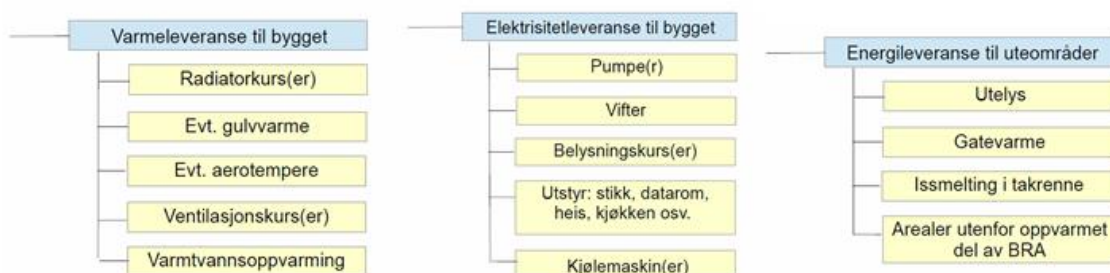 Varmeleveranse til bygget
Radiatorkurs(er)
Evt. gulvvarme
Evt. aerotempere
Ventilasjonskurs(er)
Varmtvannsoppvarming
Elektrisitetleveranse til bygget
Pumpe(r)
Vifter
Belysningskurs(er)
Utstyr: stikk, datarom,
heis, kjøkken osv.
Kjølemaskin(er)
Energileveranse til uteområder
Utelys
Gatevarme
Issmelting i takrenne
Arealer utenfor oppvarmet
del av BRA